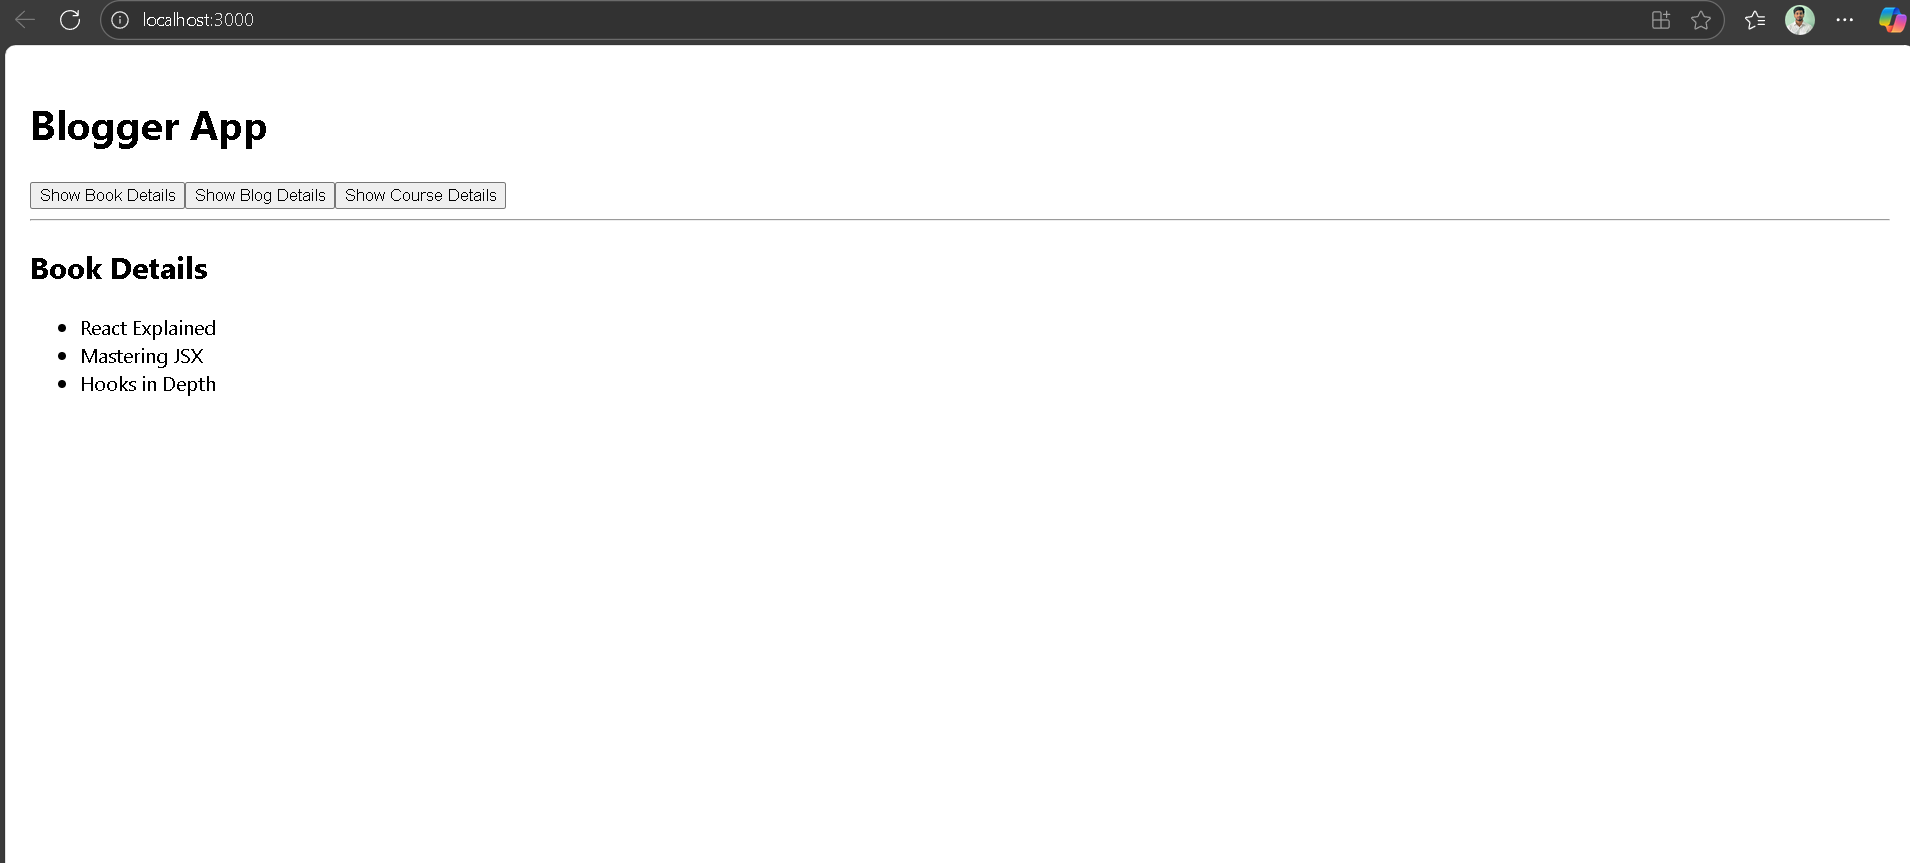 localhost:3000
Blogger App
Show Book Details Show Blog Details Show Course Details
Book Details
React Explained
Mastering JSX
Hooks in Depth